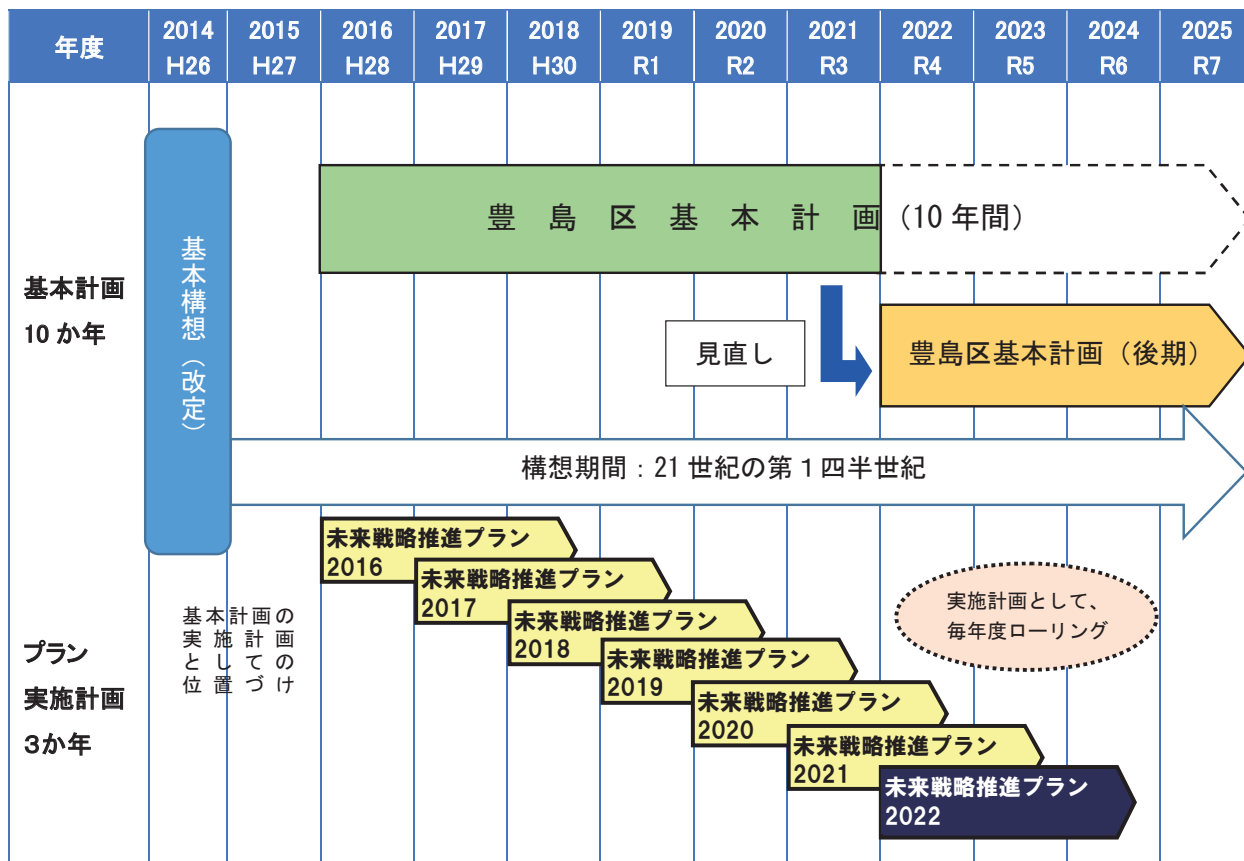 年度
2014 2015 2016 2017 2018 2019 2020 2021 2022 2023 2024 2025
H26 H27 H28 H29 H30 R1 R2 R3 R4 R5 R6 R7
基本構想（改定）
豊島区基本計画（10年間）
基本計画
10か年
見直し
豊島区基本計画（後期）
構想期間：21世紀の第１四半世紀
未来戦略推進プラン
2016
未来戦略推進プラン
2017
未来戦略推進プラン
2018
未来戦略推進プラン
2019
未来戦略推進プラン
2020
未来戦略推進プラン
2021
未来戦略推進プラン
2022
基本計画の
実施計画
としての
位置づけ
実施計画として、
毎年度ローリング
プラン
実施計画
３か年